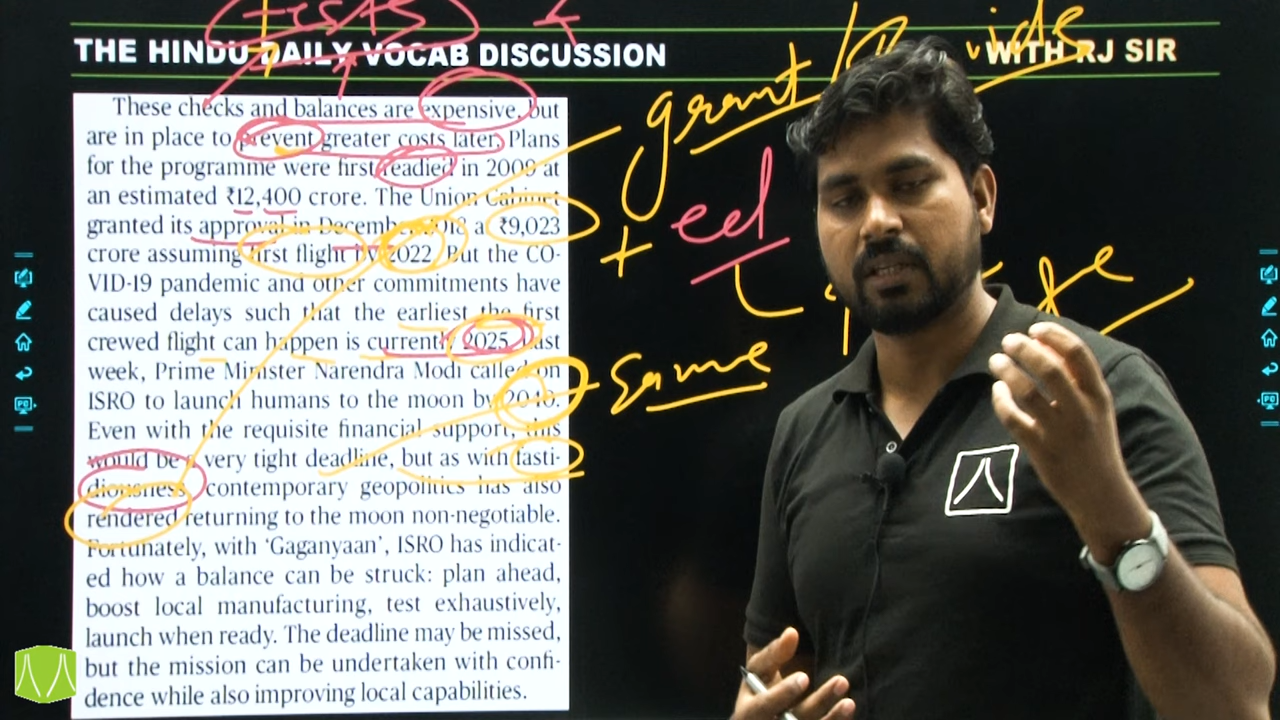 tests
THE HINDU DAILY VOCAB DISCUSSION
WITH RJ SIR
grant /
ed
same
These checks and balances are expensive, but
are in place to prevent greater costs later. Plans
for the programme were first readied in 2009 at
an estimated ₹12,400 crore. The Union Cabinet
granted its approval in December 2018 a ₹9,023
crore assuming first flight by 2022. But the CO-
VID-19 pandemic and other commitments have
caused delays such that the earliest the first
crewed flight can happen is currently 2025. Last
week, Prime Minister Narendra Modi called on
ISRO to launch humans to the moon by 2040.
Even with the requisite financial support, this
would be a very tight deadline, but as with fasti-
diousness contemporary geopolitics has also
rendered returning to the moon non-negotiable.
Fortunately, with ‘Gaganyaan’, ISRO has indicat-
ed how a balance can be struck: plan ahead,
boost local manufacturing, test exhaustively,
launch when ready. The deadline may be missed,
but the mission can be undertaken with confi-
dence while also improving local capabilities.